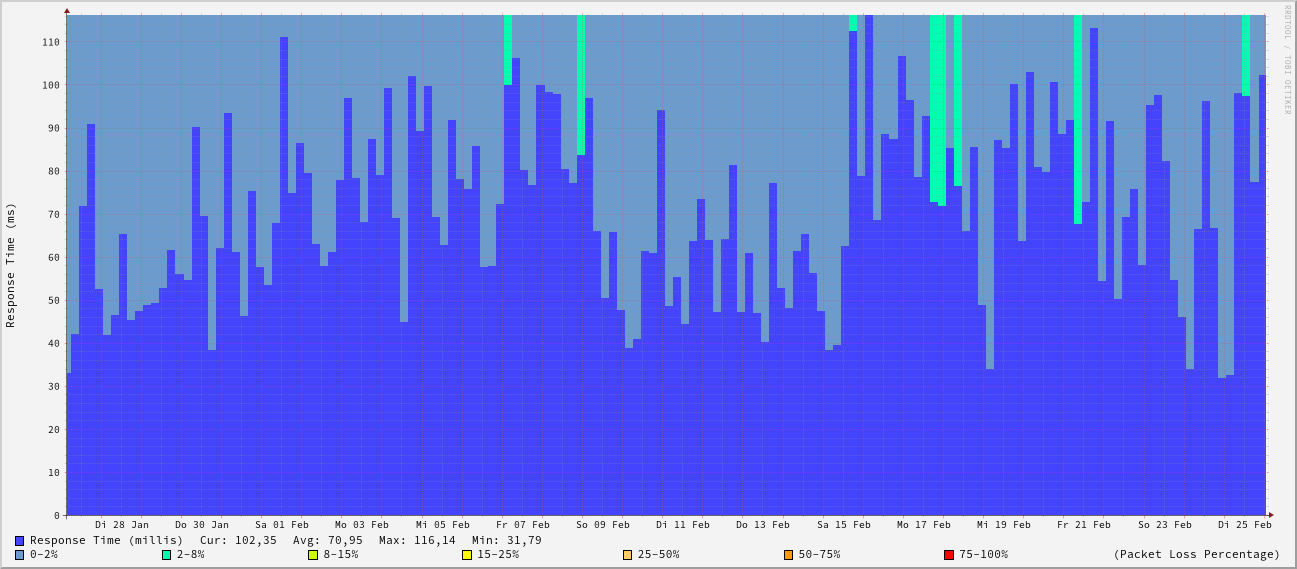 RRDTOOL / TOBI OETIKER
Response Time (ms)
110
100
90
80
70
60
50
40
30
20
10
0
Di 28 Jan Do 30 Jan Sa 01 Feb Mo 03 Feb Mi 05 Feb Fr 07 Feb So 09 Feb Di 11 Feb Do 13 Feb Sa 15 Feb Mo 17 Feb Mi 19 Feb Fr 21 Feb So 23 Feb Di 25 Feb
Response Time (millis) Cur: 102,35 Avg: 70,95 Max: 116,14 Min: 31,79
0-2% 2-8% 8-15% 15-25% 25-50% 50-75% 75-100% (Packet Loss Percentage)